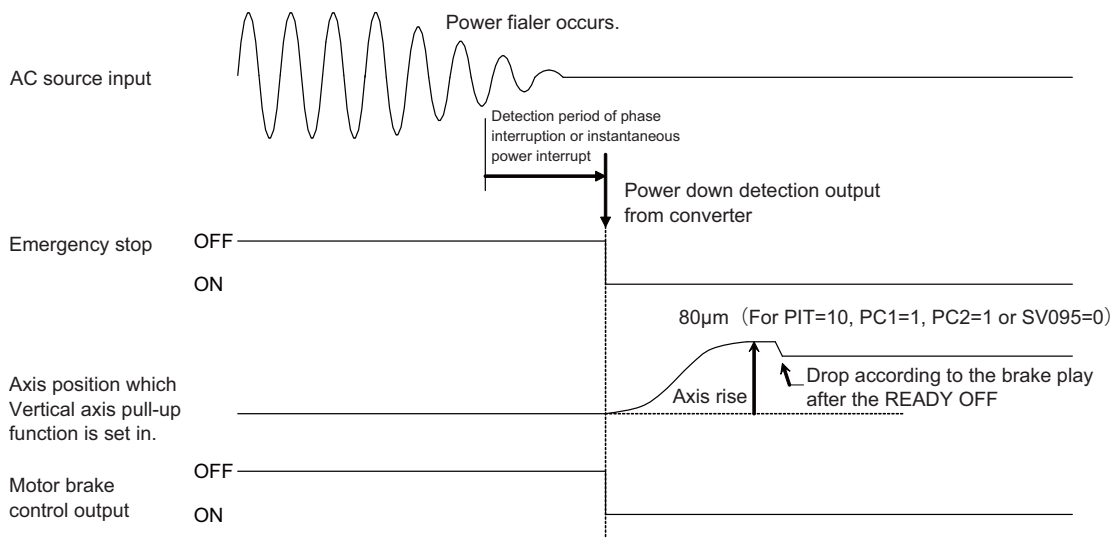 Power fialer occurs.
AC source input
Detection period of phase
interruption or instantaneous
power interrupt
Power down detection output
from converter
Emergency stop
OFF
ON
80μm（For PIT=10, PC1=1, PC2=1 or SV095=0）
Axis position which
Vertical axis pull-up
function is set in.
Axis rise
Drop according to the brake play
after the READY OFF
Motor brake
control output
OFF
ON